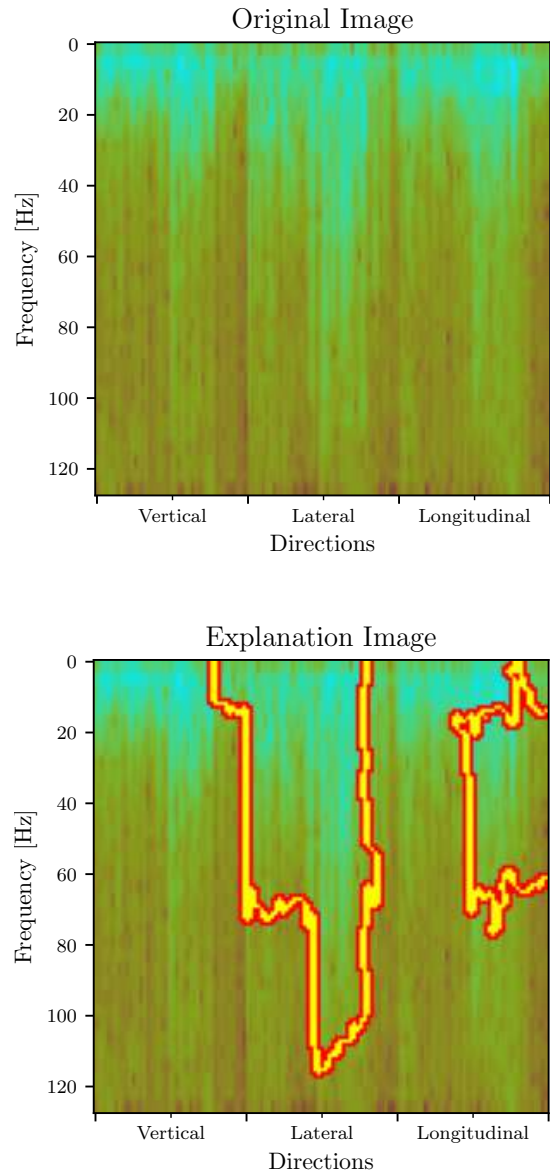 Original Image
0
20
40
60
80
100
120
Frequency [Hz]
Vertical Lateral Longitudinal
Directions
Explanation Image
0
20
40
60
80
100
120
Frequency [Hz]
Vertical Lateral Longitudinal
Directions